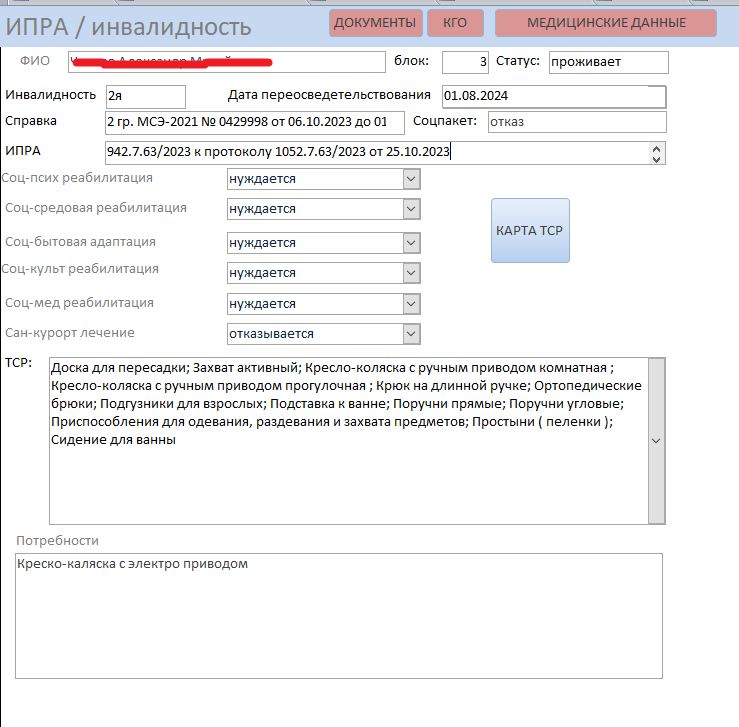 ИПРА / инвалидность
ДОКУМЕНТЫ
КГО
МЕДИЦИНСКИЕ ДАННЫЕ
ФИО
блок: 3 Статус: проживает
Инвалидность 2я Дата переосведетельствования 01.08.2024
Справка 2 гр. МСЭ-2021 № 0429998 от 06.10.2023 до 01 Соцпакет: отказ
ИПРА 942.7.63/2023 к протоколу 1052.7.63/2023 от 25.10.2023
Соц-псих реабилитация нуждается
Соц-средовая реабилитация нуждается
КАРТА ТСР
Соц-бытовая адаптация нуждается
Соц-культ реабилитация нуждается
Соц-мед реабилитация нуждается
Сан-курорт лечение отказывается
ТСР: Доска для пересадки; Захват активный; Кресло-коляска с ручным приводом комнатная ;
Кресло-коляска с ручным приводом прогулочная ; Крюк на длинной ручке; Ортопедические
брюки; Подгузники для взрослых; Подставка к ванне; Поручни прямые; Поручни угловые;
Приспособления для одевания, раздевания и захвата предметов; Простыни ( пеленки );
Сидение для ванны
Потребности
Креско-каляска с электро приводом